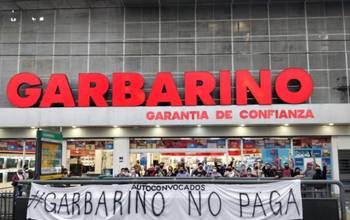 GARBARINO
GARANTIA DE CONFIANZA
AUTOCONVOCADOS
#GARBARINO NO PAGA